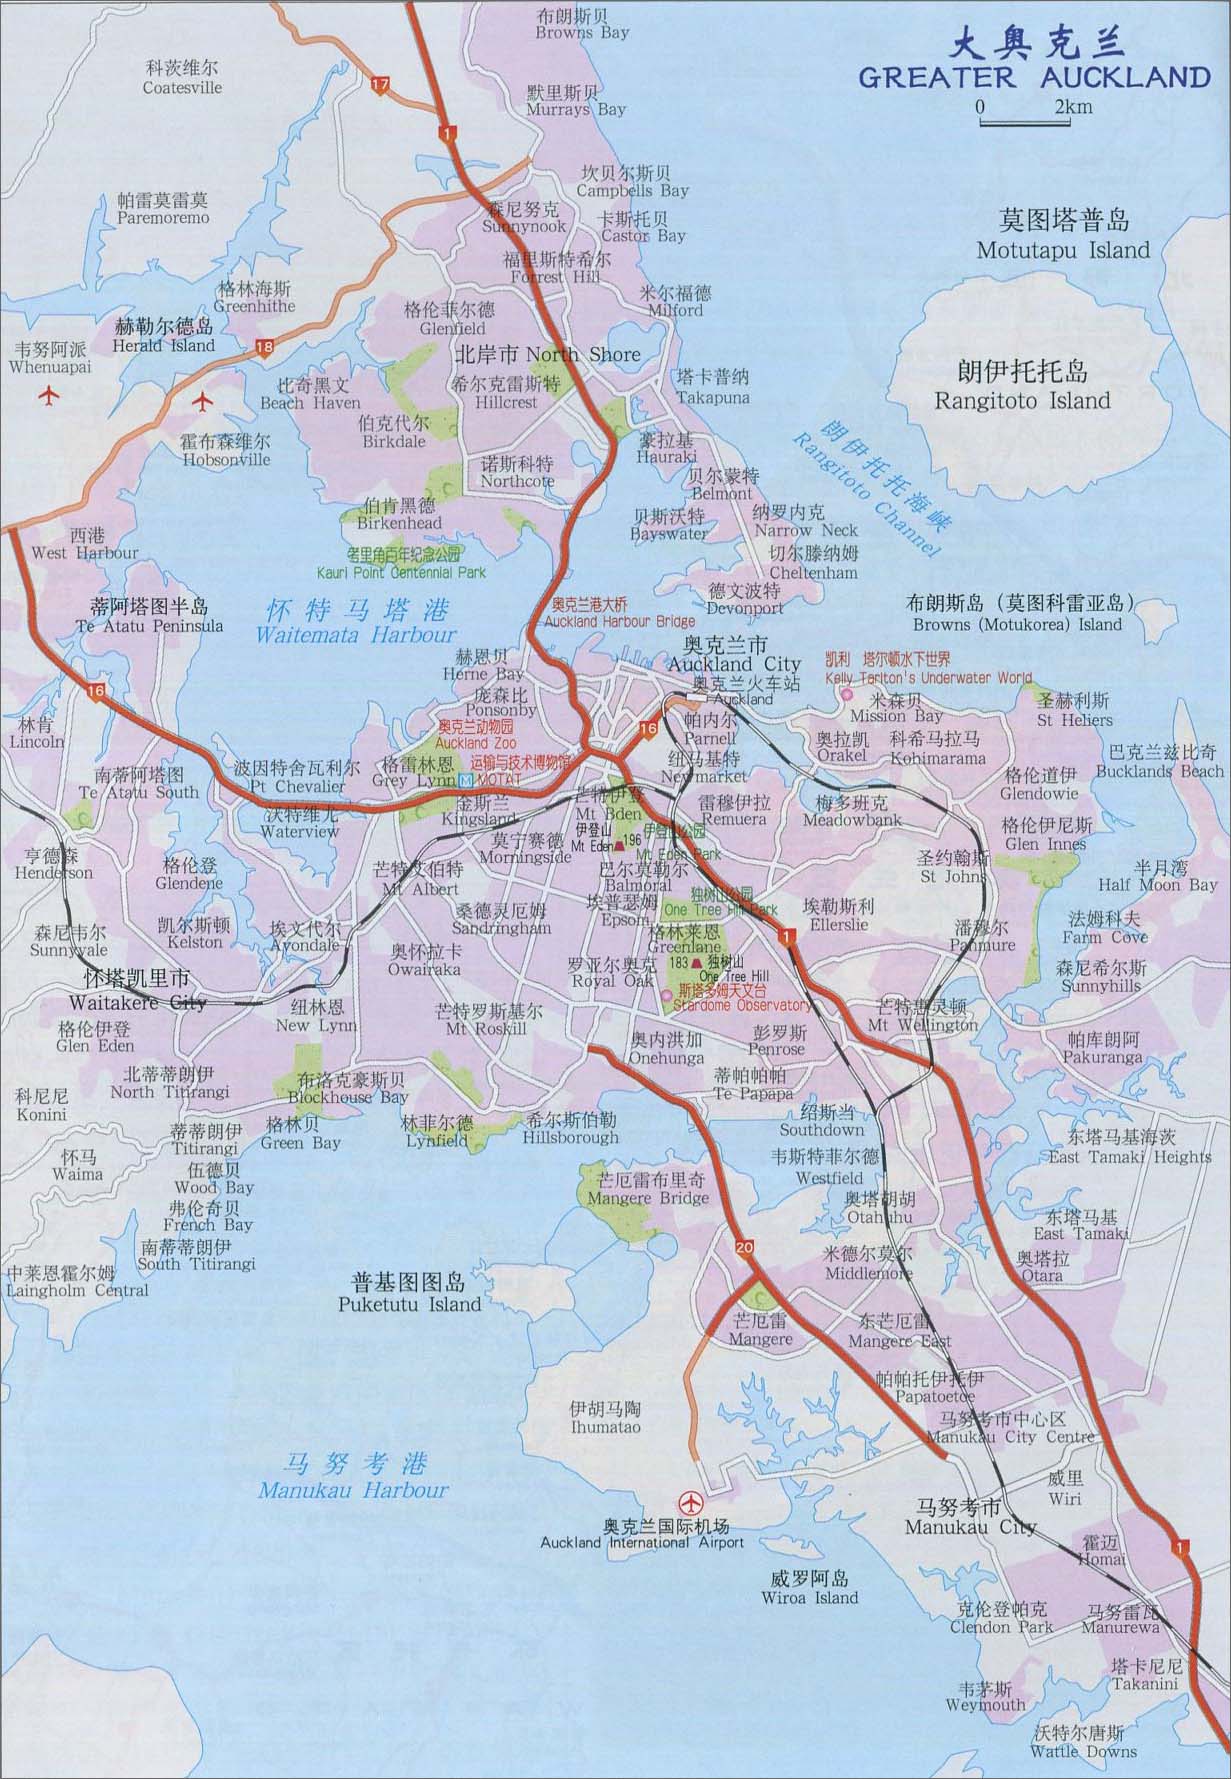 大奥克兰
GREATER AUCKLAND
0 2km
布朗斯贝
Browns Bay
科茨维尔
Coatesville
17
默里斯贝
Murrays Bay
1
坎贝尔斯贝
Campbells Bay
帕雷莫雷莫
Paremoremo
森尼努克
Sunnynook
卡斯托贝
Castor Bay
莫图塔普岛
Motutapu Island
福里斯特希尔
Forrest Hill
格林海斯
Greenhithe
米尔福德
Milford
格伦菲尔德
Glenfield
赫勒尔德岛
Herald Island
韦努阿派
Whenuapai
18
北岸市 North Shore
朗伊托托岛
Rangitoto Island
比奇黑文
Beach Haven
希尔克雷斯特
Hillcrest
塔卡普纳
Takapuna
伯克代尔
Birkdale
霍布森维尔
Hobsonville
豪拉基
Hauraki
朗伊托托海峡
Rangitoto Channel
诺斯科特
Northcote
贝尔蒙特
Belmont
伯肯黑德
Birkenhead
贝斯沃特
Bayswater
纳罗内克
Narrow Neck
西港
West Harbour
考里角百年纪念公园
Kauri Point Centennial Park
切尔滕纳姆
Cheltenham
德文波特
Devonport
蒂阿塔图半岛
Te Atatu Peninsula
怀特马塔港
Waitemata Harbour
奥克兰港大桥
Auckland Harbour Bridge
布朗斯岛（莫图科雷亚岛）
Browns (Motukorea) Island
奥克兰市
Auckland City
赫恩贝
Herne Bay
凯利 塔尔顿水下世界
Kelly Tarlton's Underwater World
奥克兰火车站
Auckland
16
庞森比
Ponsonby
米森贝
Mission Bay
圣赫利斯
St Heliers
林肯
Lincoln
奥克兰动物园
Auckland Zoo
16
帕内尔
Parnell
奥拉凯
Orakei
科希马拉马
Kohimarama
巴克兰兹比奇
Bucklands Beach
南蒂阿塔图
Te Atatu South
波因特舍瓦利尔
Pt Chevalier
格雷林恩
Grey Lynn
运输与技术博物馆
M MOTAT
纽马基特
Newmarket
格伦道伊
Glendowie
沃特维尤
Waterview
金斯兰
Kingsland
芒特伊登
Mt Eden
雷穆伊拉
Remuera
梅多班克
Meadowbank
格伦伊尼斯
Glen Innes
伊登山
Mt Eden 196
伊登山公园
Mt Eden Park
莫宁赛德
Morningside
亨德森
Henderson
格伦登
Glendene
芒特艾伯特
Mt Albert
巴尔莫勒尔
Balmoral
圣约翰斯
St Johns
半月湾
Half Moon Bay
独树山公园
One Tree Hill Park
埃普瑟姆
Epsom
埃勒斯利
Ellerslie
桑德灵厄姆
Sandringham
凯尔斯顿
Kelston
埃文代尔
Avondale
法姆科夫
Farm Cove
潘穆尔
Panmure
森尼韦尔
Sunnyvale
格林莱恩
Greenlane
1
奥怀拉卡
Owairaka
罗亚尔奥克
Royal Oak
183 独树山
One Tree Hill
森尼希尔斯
Sunnyhills
怀塔凯里市
Waitakere City
斯塔多姆天文台
Stardome Observatory
纽林恩
New Lynn
芒特罗斯基尔
Mt Roskill
芒特惠灵顿
Mt Wellington
格伦伊登
Glen Eden
奥内洪加
Onehunga
彭罗斯
Penrose
帕库朗阿
Pakuranga
北蒂蒂朗伊
North Titirangi
布洛克豪斯贝
Blockhouse Bay
蒂帕帕帕
Te Papapa
科尼尼
Konini
蒂蒂朗伊
Titirangi
格林贝
Green Bay
林菲尔德
Lynfield
希尔斯伯勒
Hillsborough
绍斯当
Southdown
东塔马基海茨
East Tamaki Heights
怀马
Waima
伍德贝
Wood Bay
芒厄雷布里奇
Mangere Bridge
韦斯特菲尔德
Westfield
弗伦奇贝
French Bay
奥塔胡胡
Otahuhu
东塔马基
East Tamaki
南蒂蒂朗伊
South Titirangi
20
米德尔莫尔
Middlemore
奥塔拉
Otara
中莱恩霍尔姆
Laingholm Central
普基图图岛
Puketutu Island
芒厄雷
Mangere
东芒厄雷
Mangere East
帕帕托伊托伊
Papatoetoe
伊胡马陶
Ihumatao
马努考市中心区
Manukau City Centre
马努考港
Manukau Harbour
威里
Wiri
马努考市
Manukau City
奥克兰国际机场
Auckland International Airport
霍迈
Homai
1
威罗阿岛
Wiroa Island
克伦登帕克
Clendon Park
马努雷瓦
Manurewa
塔卡尼尼
Takanini
韦茅斯
Weymouth
沃特尔唐斯
Wattle Downs